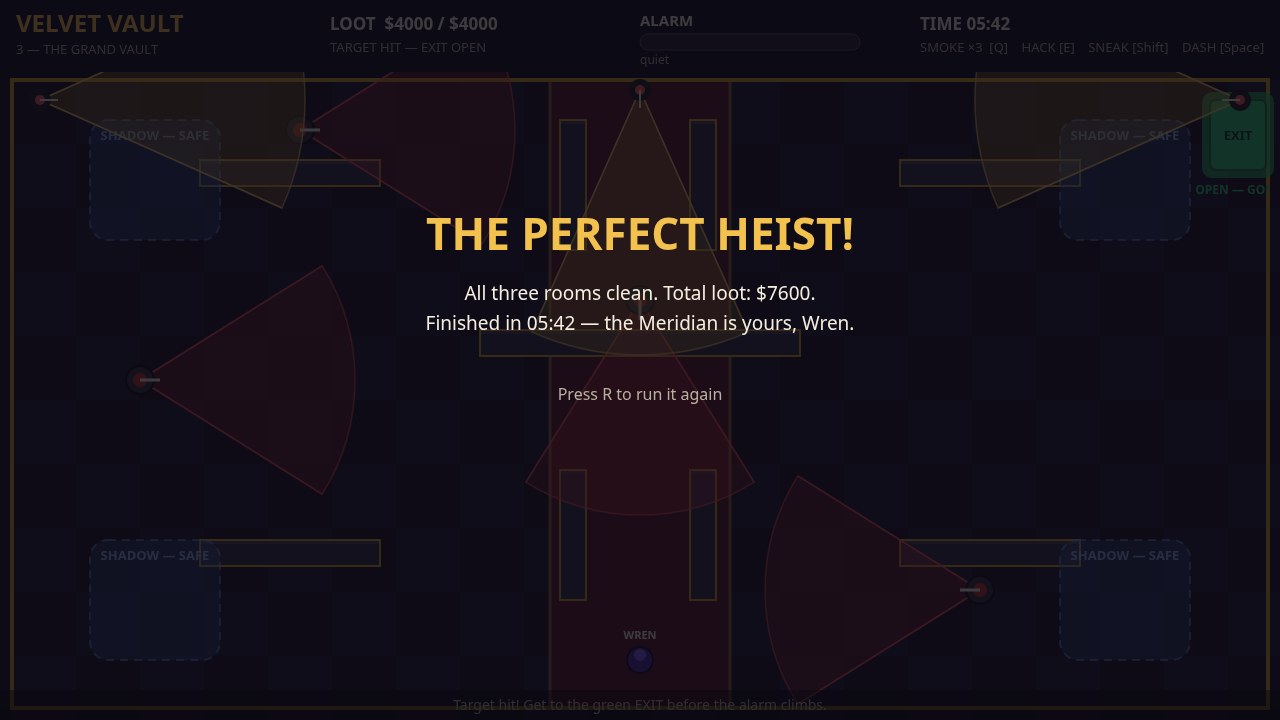 VELVET VAULT
3 — THE GRAND VAULT
LOOT $4000 / $4000
TARGET HIT — EXIT OPEN
ALARM
quiet
TIME 05:42
SMOKE ×3 [Q] HACK [E] SNEAK [Shift] DASH [Space]
SHADOW — SAFE
SHADOW — SAFE
EXIT
OPEN — GO
THE PERFECT HEIST!
All three rooms clean. Total loot: $7600.
Finished in 05:42 — the Meridian is yours, Wren.
Press R to run it again
SHADOW — SAFE
SHADOW — SAFE
WREN
Target hit! Get to the green EXIT before the alarm climbs.